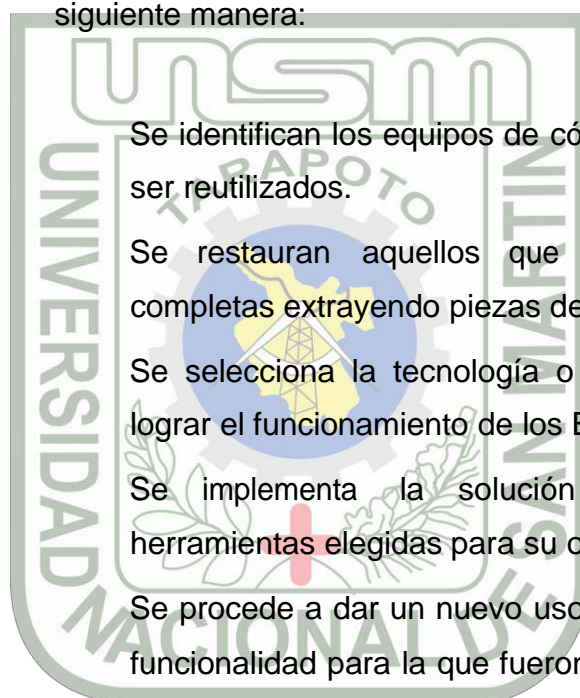 siguiente manera:
unsm
TARAPOTO
UNIVERSIDAD
NACIONAL DE
SAN MARTIN
Se identifican los equipos de có
ser reutilizados.
Se restauran aquellos que
completas extrayendo piezas de
Se selecciona la tecnología o
lograr el funcionamiento de los E
Se implementa la solución
herramientas elegidas para su c
Se procede a dar un nuevo uso
funcionalidad para la que fueron